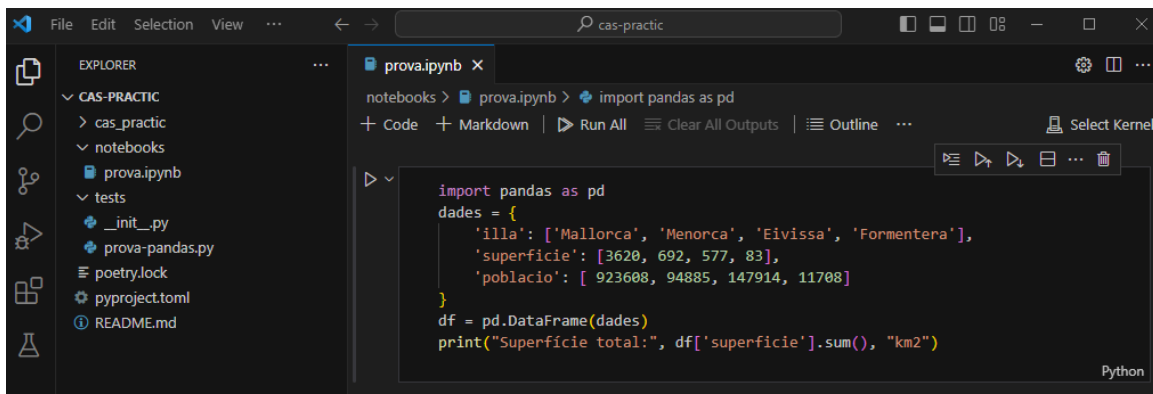 File Edit Selection View ... cas-practic
EXPLORER ...
CAS-PRACTIC
cas_practic
notebooks
prova.ipynb
tests
__init__.py
prova-pandas.py
poetry.lock
pyproject.toml
README.md
prova.ipynb
notebooks > prova.ipynb > import pandas as pd
+ Code + Markdown | Run All Clear All Outputs | Outline ... Select Kernel
import pandas as pd
dades = {
'illa': ['Mallorca', 'Menorca', 'Eivissa', 'Formentera'],
'superficie': [3620, 692, 577, 83],
'poblacio': [ 923608, 94885, 147914, 11708]
}
df = pd.DataFrame(dades)
print("Superfície total:", df['superficie'].sum(), "km2")
Python